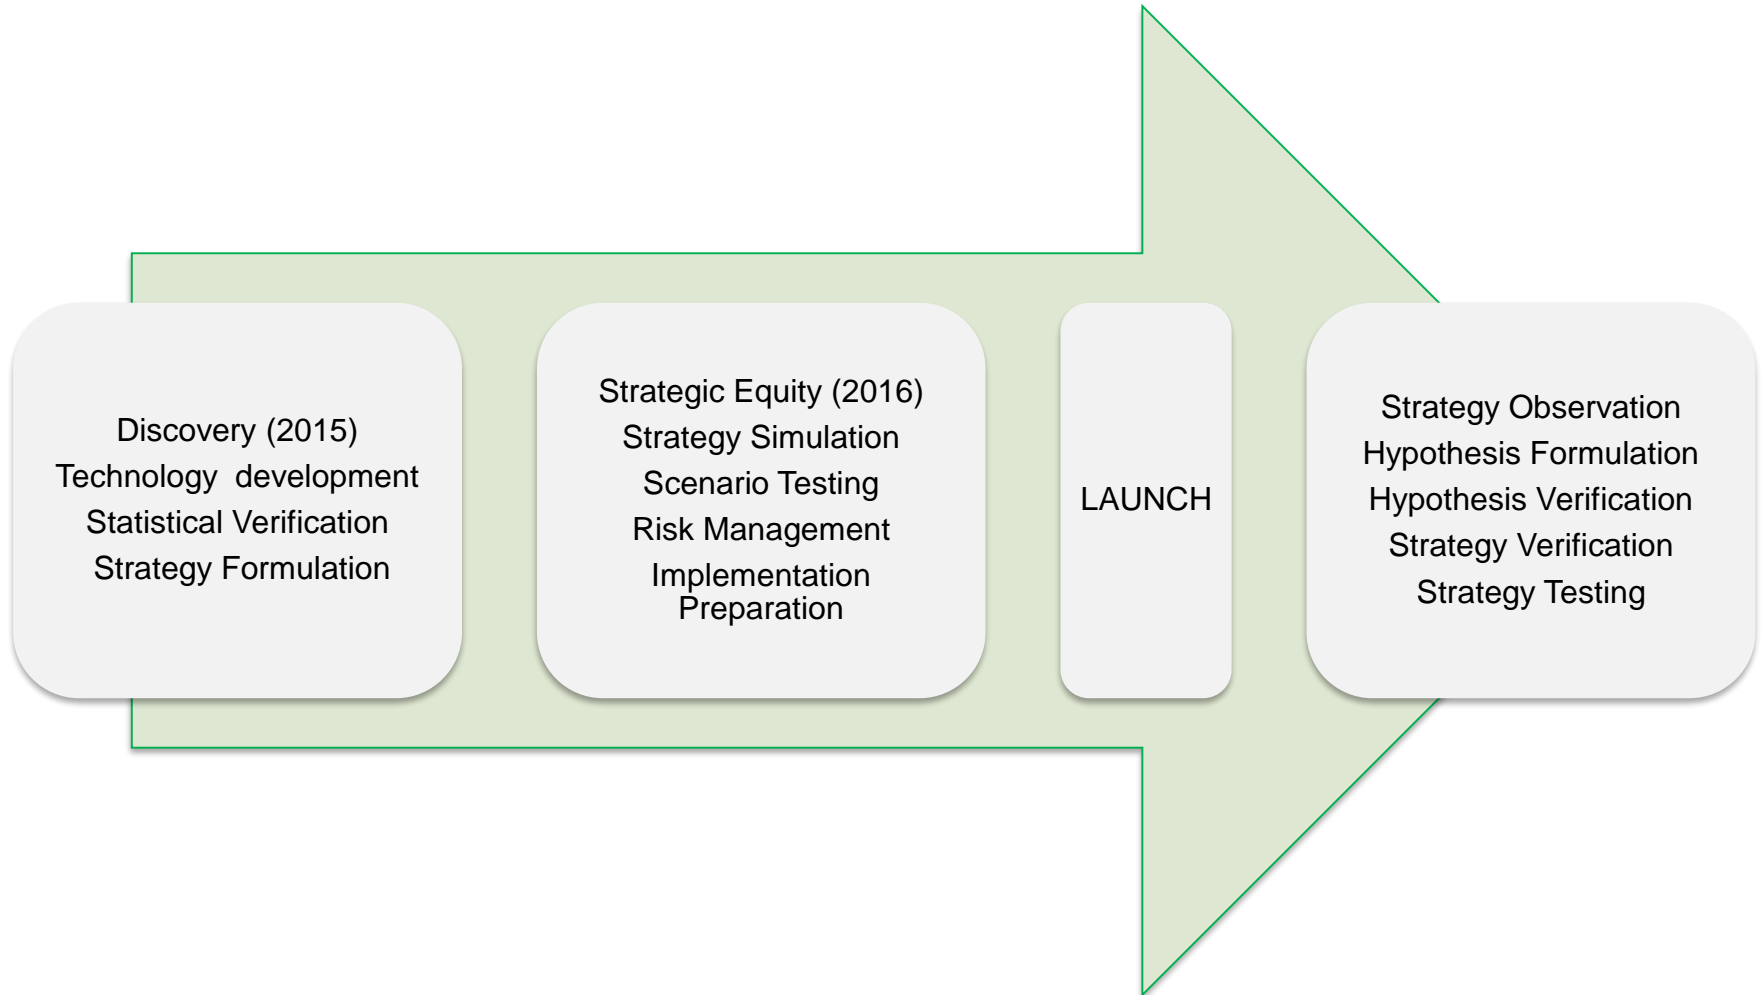 Discovery (2015)
Technology  development
Statistical Verification
Strategy Formulation
Strategic Equity (2016)
Strategy Simulation
Scenario Testing
Risk Management
Implementation
Preparation
LAUNCH
Strategy Observation
Hypothesis Formulation
Hypothesis Verification
Strategy Verification
Strategy Testing